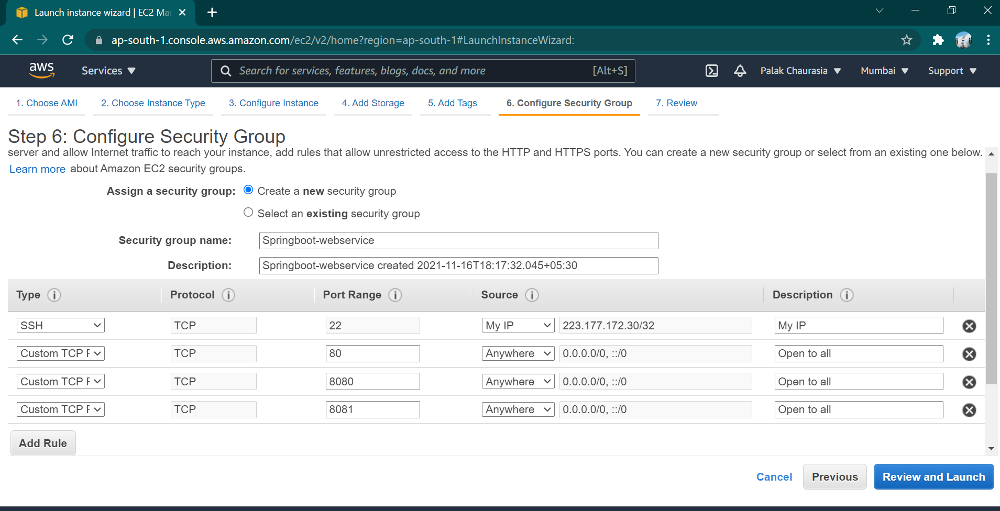 Launch instance wizard | EC2 Mar
ap-south-1.console.aws.amazon.com/ec2/v2/home?region=ap-south-1#LaunchInstanceWizard:
aws Services Search for services, features, blogs, docs, and more [Alt+S] Palak Chaurasia Mumbai Support
1. Choose AMI 2. Choose Instance Type 3. Configure Instance 4. Add Storage 5. Add Tags 6. Configure Security Group 7. Review
Step 6: Configure Security Group
server and allow Internet traffic to reach your instance, add rules that allow unrestricted access to the HTTP and HTTPS ports. You can create a new security group or select from an existing one below.
Learn more about Amazon EC2 security groups.
Assign a security group: Create a new security group
Select an existing security group
Security group name: Springboot-webservice
Description: Springboot-webservice created 2021-11-16T18:17:32.045+05:30
Type i Protocol i Port Range i Source i Description i
SSH TCP 22 My IP 223.177.172.30/32 My IP
Custom TCP TCP 80 Anywhere 0.0.0.0/0, ::/0 Open to all
Custom TCP TCP 8080 Anywhere 0.0.0.0/0, ::/0 Open to all
Custom TCP TCP 8081 Anywhere 0.0.0.0/0, ::/0 Open to all
Add Rule
Cancel Previous Review and Launch